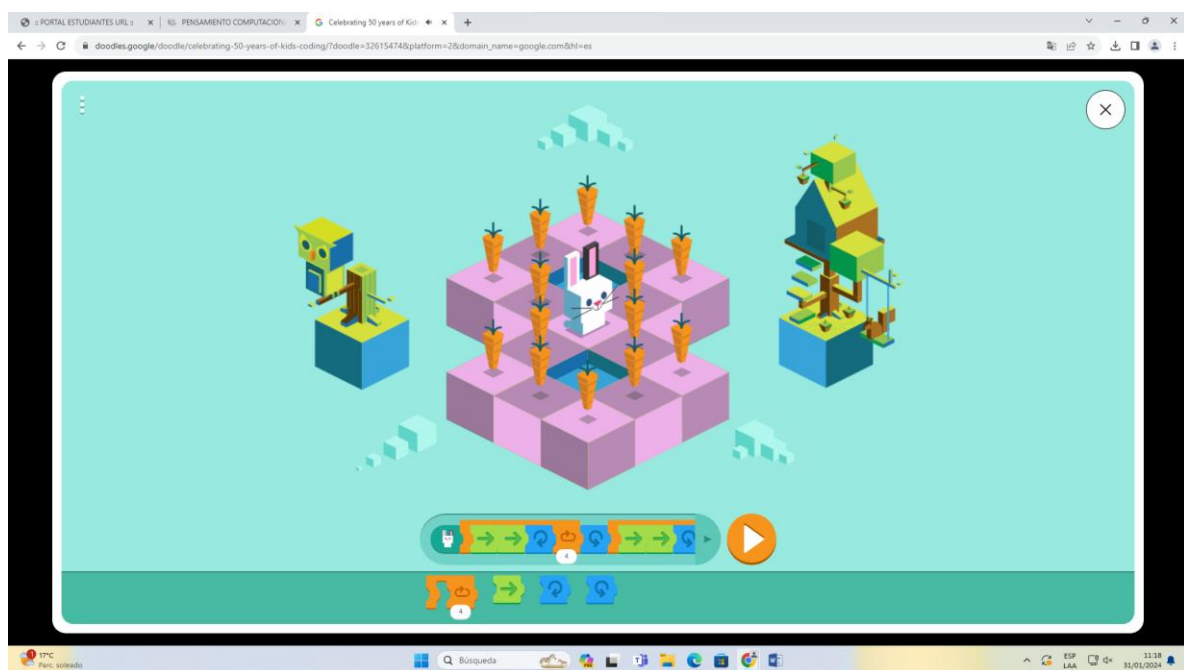 :: PORTAL ESTUDIANTES URL ::
PENSAMIENTO COMPUTACION
Celebrating 50 years of Kids
doodles.google/doodle/celebrating-50-years-of-kids-coding/?doodle=32615474&platform=2&domain_name=google.com&hl=es
4
4
1
17°C
Parc. soleado
Búsqueda
ESP
LAA
11:18
31/01/2024